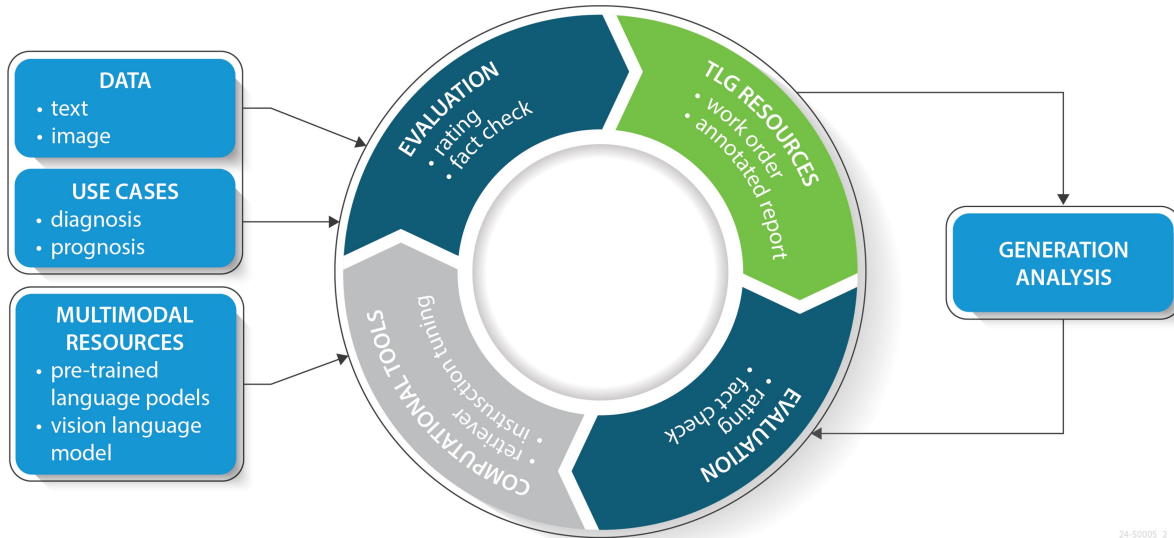 DATA
• text
• image
USE CASES
• diagnosis
• prognosis
MULTIMODAL
RESOURCES
• pre-trained
language podels
• vision language
model
EVALUATION
• rating
• fact check
TLG RESOURCES
• work order
• annotated report
GENERATION
ANALYSIS
EVALUATION
• rating
• fact check
COMPUTATIONAL TOOLS
• retriever
• instrusction tuning
24-50005_2